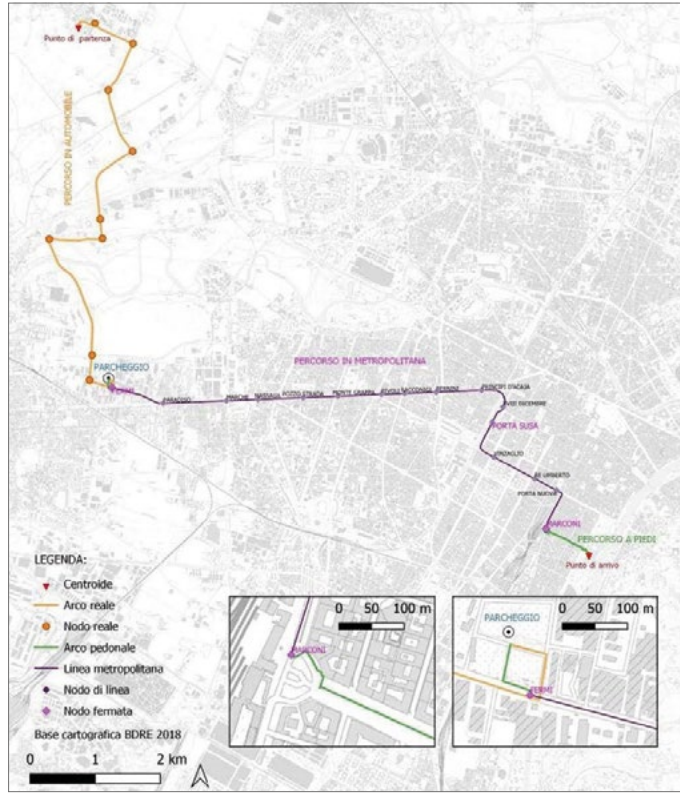 Punto di partenza
PERCORSO IN AUTOMOBILE
PERCORSO IN METROPOLITANA
PARCHEGGIO
FERMI
PARADISO
MARCHE
MASSAUA
POZZO STRADA
MONTE GRAPPA
RIVOLI
RACCONIGI
BERNINI
PRINCIPI D'ACAJA
XVIII DICEMBRE
PORTA SUSA
VINZAGLIO
RE UMBERTO
PORTA NUOVA
MARCONI
PERCORSO A PIEDI
Punto di arrivo
LEGENDA:
Centroide
Arco reale
Nodo reale
Arco pedonale
Linea metropolitana
Nodo di linea
Nodo fermata
Base cartografica BDRE 2018
0 1 2 km
0 50 100 m
MARCONI
0 50 100 m
PARCHEGGIO
FERMI